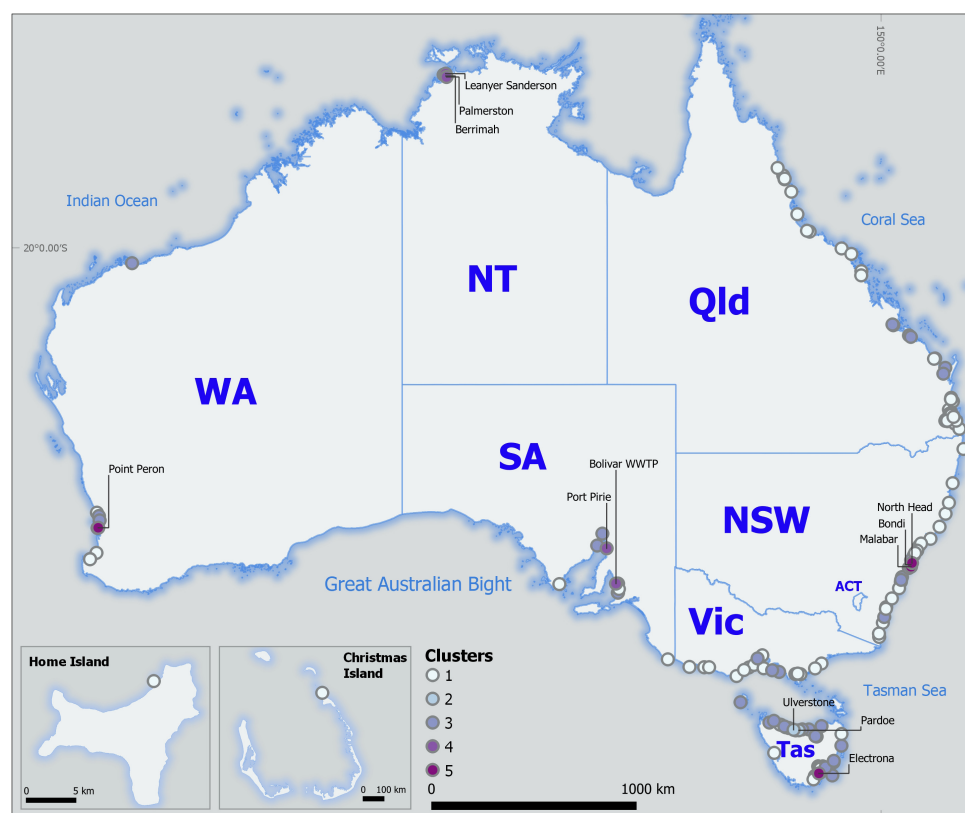 150°0.00'E
Leanyer Sanderson
Palmerston
Berrimah
Indian Ocean
Coral Sea
20°0.00'S
NT
Qld
WA
SA
Bolivar WWTP
Point Peron
Port Pirie
NSW
North Head
Bondi
Malabar
Great Australian Bight
ACT
Vic
Home Island
Christmas
Island
Clusters
1
2
3
4
5
Tasman Sea
Ulverstone
Pardoe
Tas
Electrona
0
5 km
0
100 km
0
1000 km